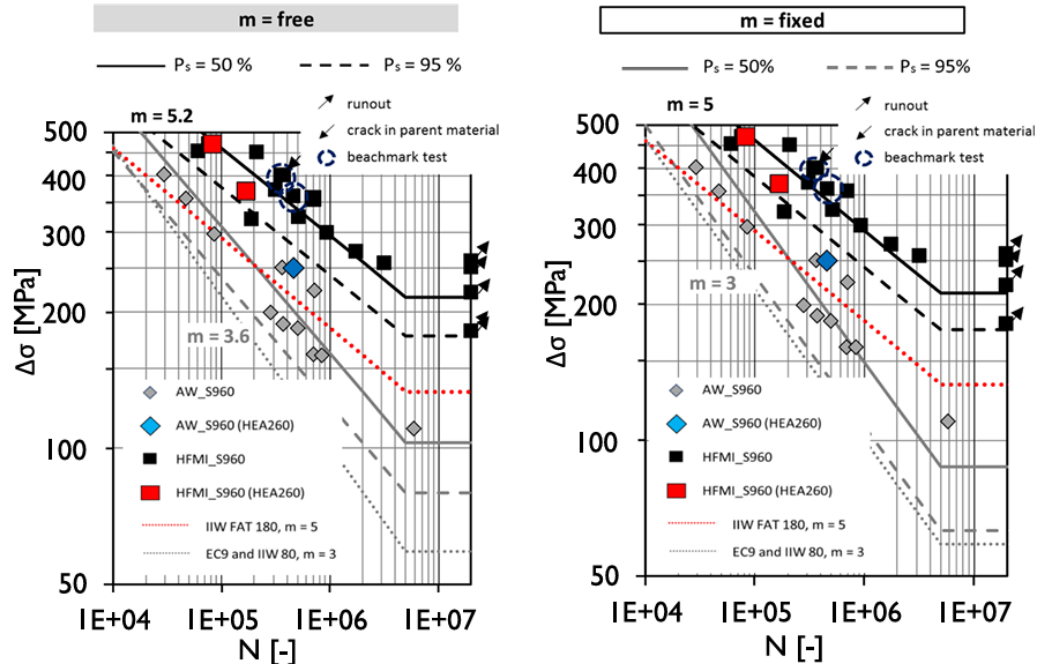 m = free
Ps = 50 %
Ps = 95 %
m = 5.2
runout
crack in parent material
beachmark test
500
400
300
200
100
50
Δσ [MPa]
m = 3.6
AW_S960
AW_S960 (HEA260)
HFMI_S960
HFMI_S960 (HEA260)
IIW FAT 180, m = 5
EC9 and IIW 80, m = 3
1E+04
1E+05
1E+06
1E+07
N [-]
m = fixed
Ps = 50%
Ps = 95%
m = 5
runout
crack in parent material
beachmark test
500
400
300
200
100
50
Δσ [MPa]
m = 3
AW_S960
AW_S960 (HEA260)
HFMI_S960
HFMI_S960 (HEA260)
IIW FAT 180, m = 5
EC9 and IIW 80, m = 3
1E+04
1E+05
1E+06
1E+07
N [-]